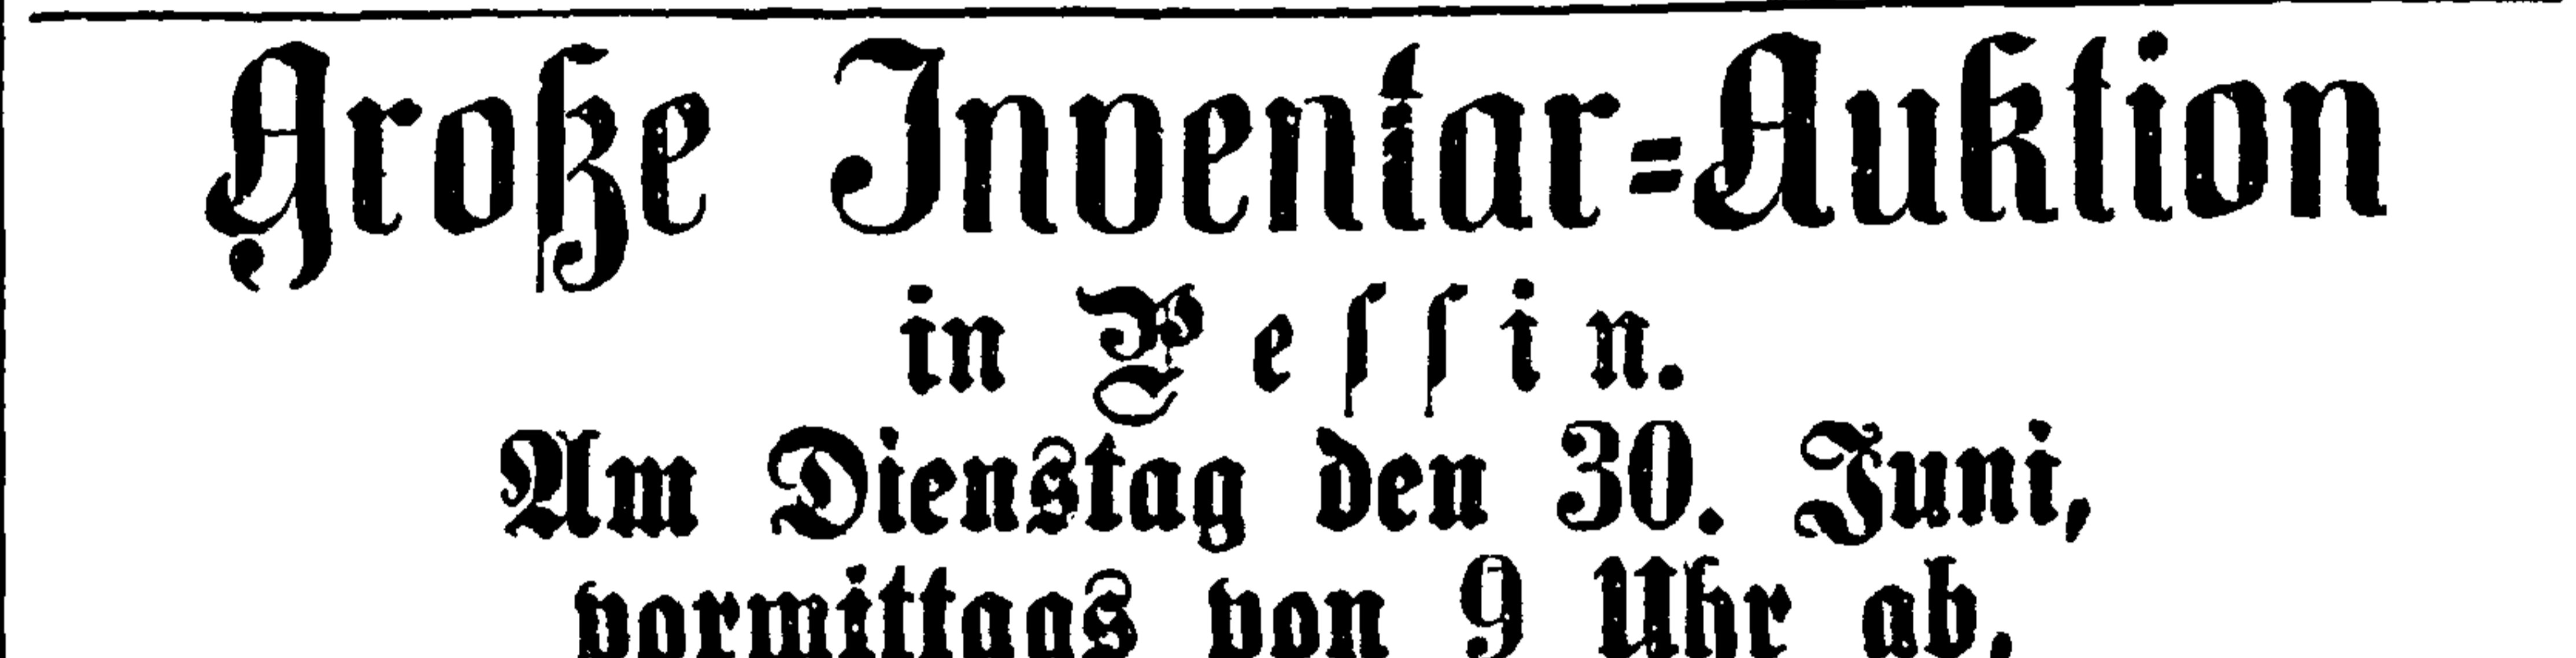 Große Inventar-Auktion
in Pessin.
Am Dienstag den 30. Juni,
vormittags von 9 Uhr ab,